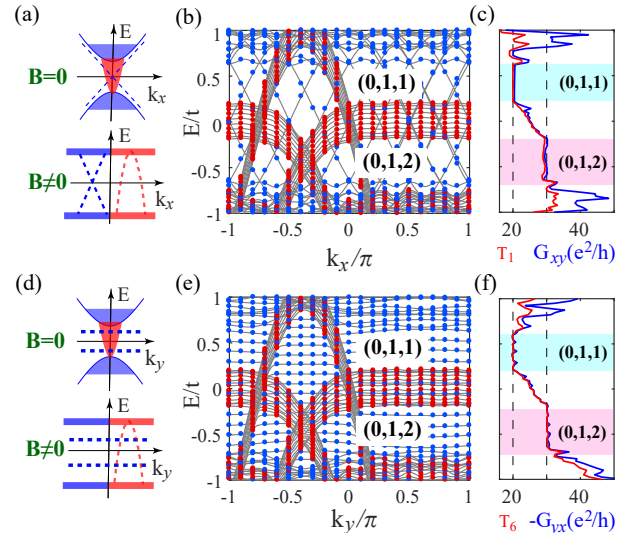 (a)
E
B=0
k_x
E
B≠0
k_x
(b)
1
0.5
0
-0.5
-1
E/t
(0,1,1)
(0,1,2)
-1 -0.5 0 0.5 1
k_x/π
(c)
(0,1,1)
(0,1,2)
20 40
T_1 G_xy(e^2/h)
(d)
E
B=0
k_y
E
B≠0
k_y
(e)
1
0.5
0
-0.5
-1
E/t
(0,1,1)
(0,1,2)
-1 -0.5 0 0.5 1
k_y/π
(f)
(0,1,1)
(0,1,2)
20 40
T_6 -G_yx(e^2/h)